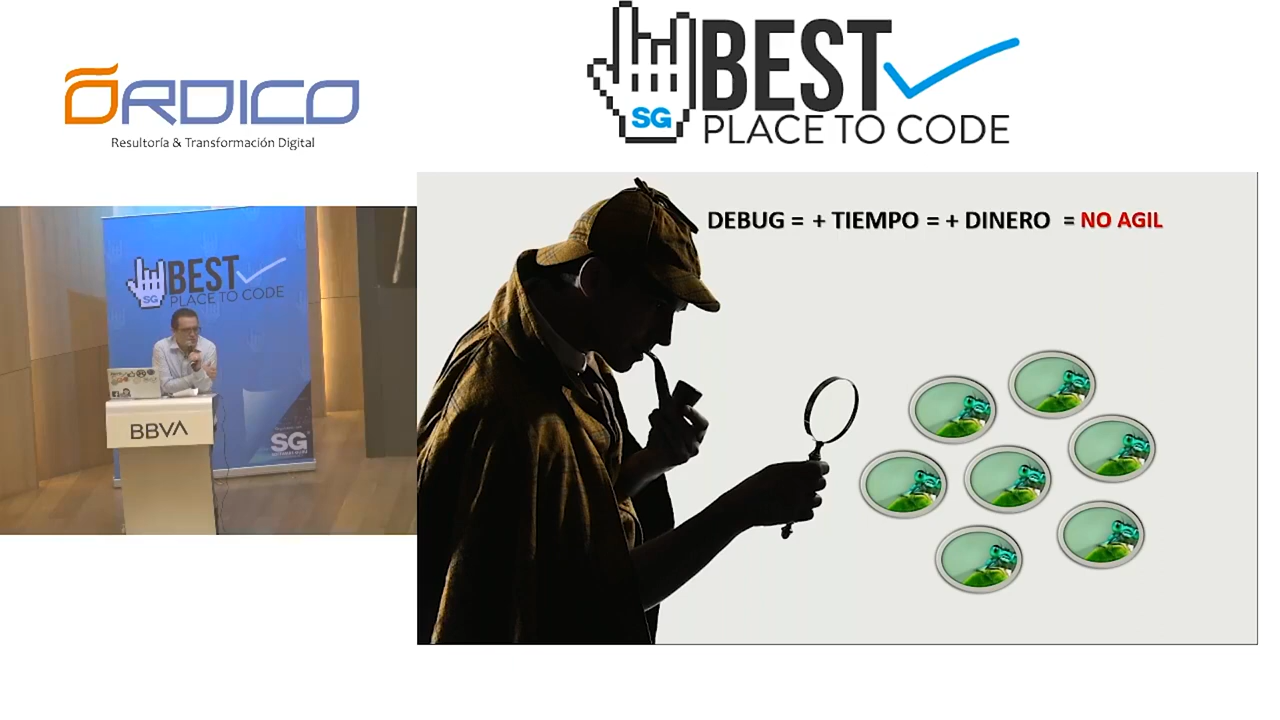 ORDICO
Resultoría & Transformación Digital
SG
BEST
PLACE TO CODE
DEBUG = + TIEMPO = + DINERO = NO AGIL
BEST
SG
PLACE TO CODE
BBVA
SG